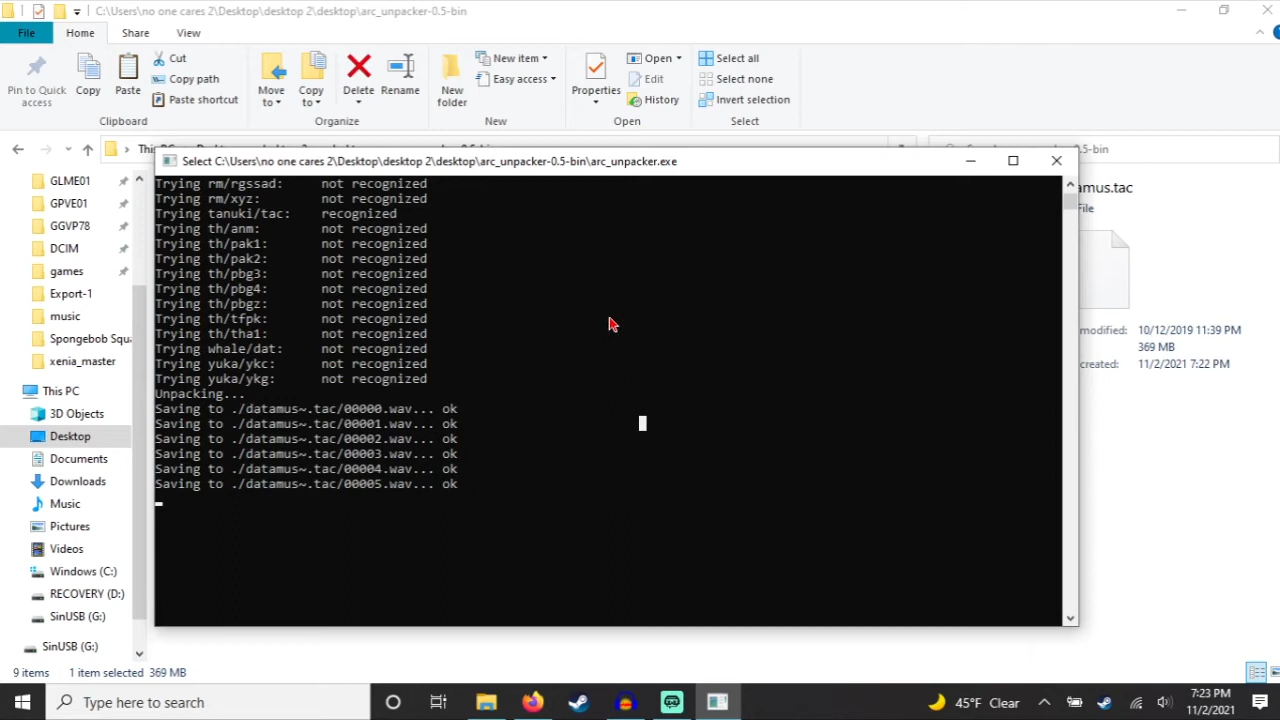 C:\Users\no one cares 2\Desktop\desktop 2\desktop\arc_unpacker-0.5-bin
File
Home
Share
View
Pin to Quick access
Copy
Paste
Cut
Copy path
Paste shortcut
Clipboard
Move to
Copy to
Delete
Rename
Organize
New folder
New item
Easy access
New
Properties
Open
Edit
History
Open
Select all
Select none
Invert selection
Select
.5-bin
Select C:\Users\no one cares 2\Desktop\desktop 2\desktop\arc_unpacker-0.5-bin\arc_unpacker.exe
GLME01
GPVE01
GGVP78
DCIM
games
Export-1
music
Spongebob Squ
xenia_master
This PC
3D Objects
Desktop
Documents
Downloads
Music
Pictures
Videos
Windows (C:)
RECOVERY (D:)
SinUSB (G:)
SinUSB (G:)
Trying rm/rgssad: not recognized
Trying rm/xyz: not recognized
Trying tanuki/tac: recognized
Trying th/anm: not recognized
Trying th/pak1: not recognized
Trying th/pak2: not recognized
Trying th/pbg3: not recognized
Trying th/pbg4: not recognized
Trying th/pbgz: not recognized
Trying th/tfpk: not recognized
Trying th/tha1: not recognized
Trying whale/dat: not recognized
Trying yuka/ykc: not recognized
Trying yuka/ykg: not recognized
Unpacking...
Saving to ./datamus~.tac/00000.wav... ok
Saving to ./datamus~.tac/00001.wav... ok
Saving to ./datamus~.tac/00002.wav... ok
Saving to ./datamus~.tac/00003.wav... ok
Saving to ./datamus~.tac/00004.wav... ok
Saving to ./datamus~.tac/00005.wav... ok
amus.tac
File
modified: 10/12/2019 11:39 PM
369 MB
created: 11/2/2021 7:22 PM
9 items 1 item selected 369 MB
Type here to search
45°F Clear
7:23 PM
11/2/2021